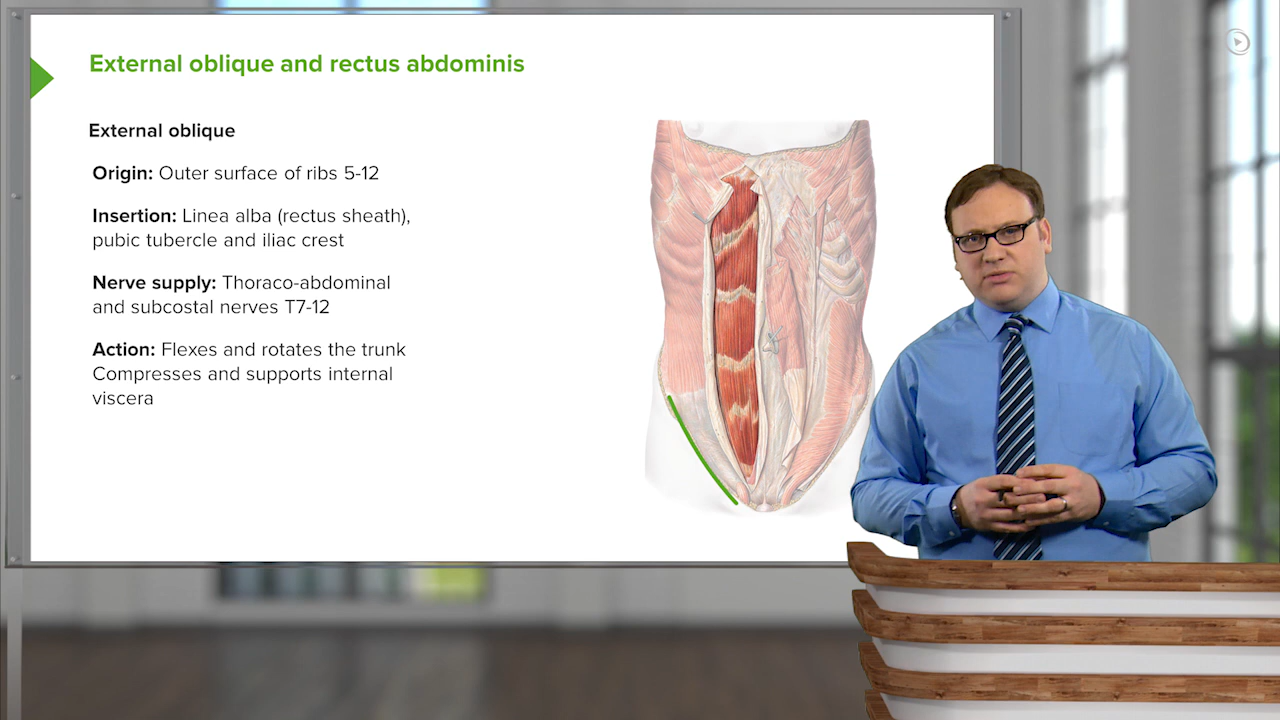 External oblique and rectus abdominis
External oblique
Origin: Outer surface of ribs 5-12
Insertion: Linea alba (rectus sheath),
pubic tubercle and iliac crest
Nerve supply: Thoraco-abdominal
and subcostal nerves T7-12
Action: Flexes and rotates the trunk
Compresses and supports internal
viscera